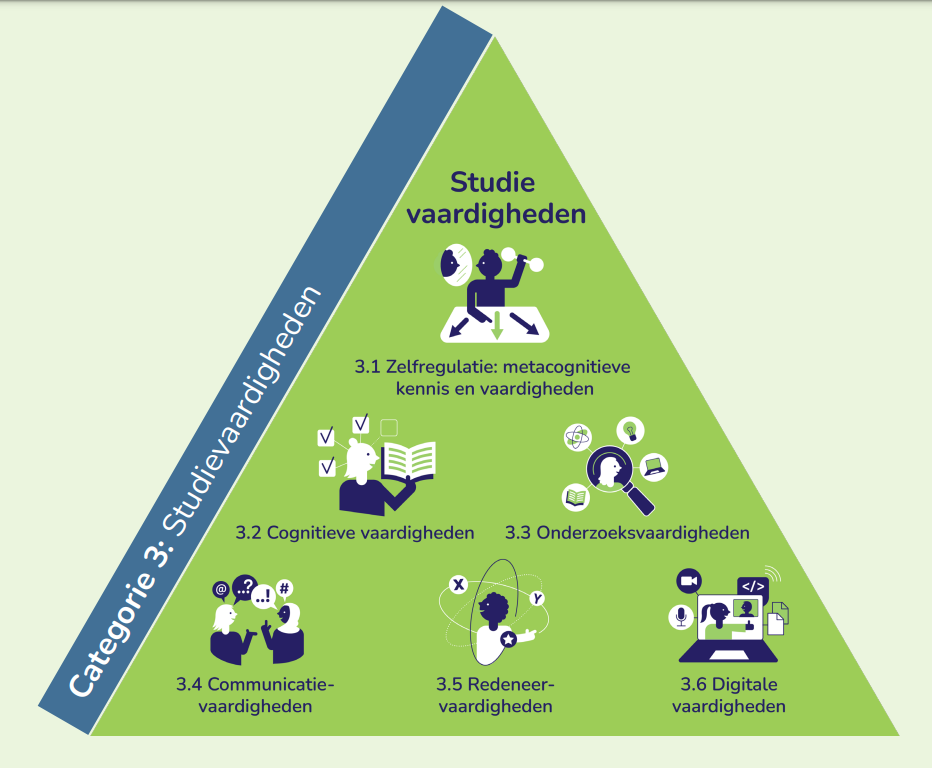 Categorie 3: Studievaardigheden
Studie
vaardigheden
3.1 Zelfregulatie: metacognitieve
kennis en vaardigheden
3.2 Cognitieve vaardigheden
3.3 Onderzoeksvaardigheden
@
..?
..!
#
3.4 Communicatie-
vaardigheden
X
Y
3.5 Redeneer-
vaardigheden
</>
3.6 Digitale
vaardigheden